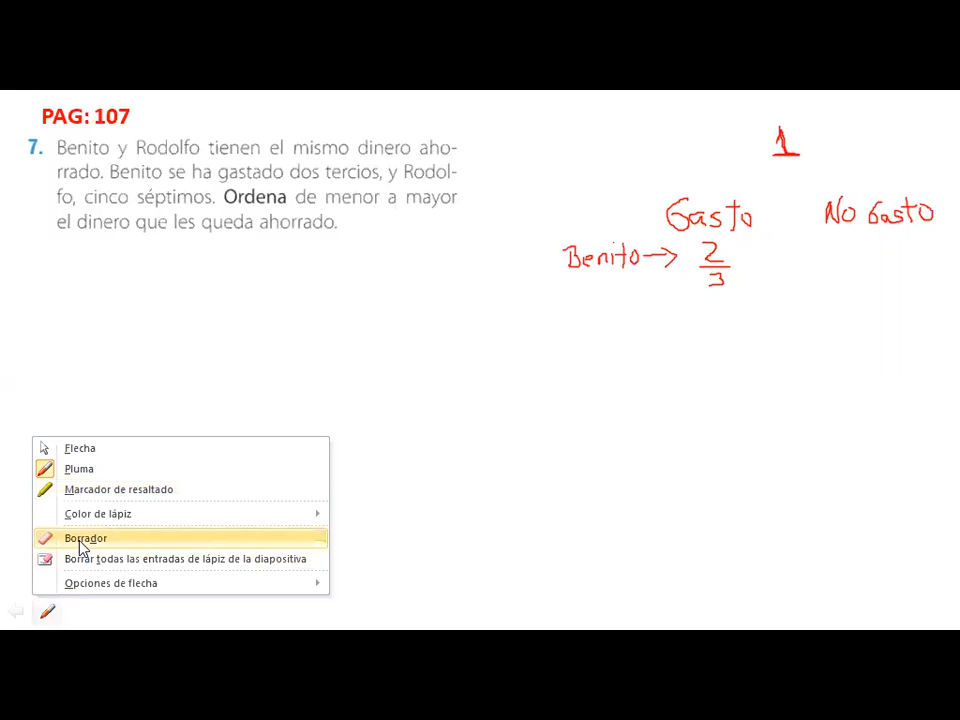 PAG: 107
7. Benito y Rodolfo tienen el mismo dinero aho-
rrado. Benito se ha gastado dos tercios, y Rodol-
fo, cinco séptimos. Ordena de menor a mayor
el dinero que les queda ahorrado.
1
Gasto No Gasto
Benito → 2/3
Flecha
Pluma
Marcador de resaltado
Color de lápiz
Borrador
Borrar todas las entradas de lápiz de la diapositiva
Opciones de flecha